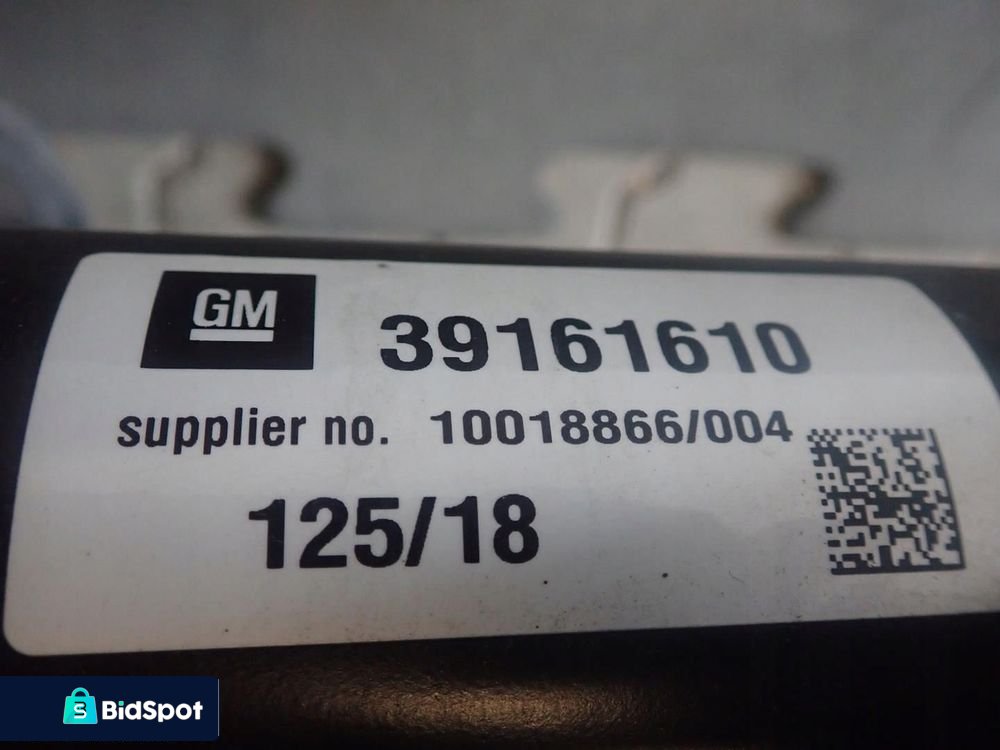 GM
39161610
supplier no. 10018866/004
125/18
BidSpot